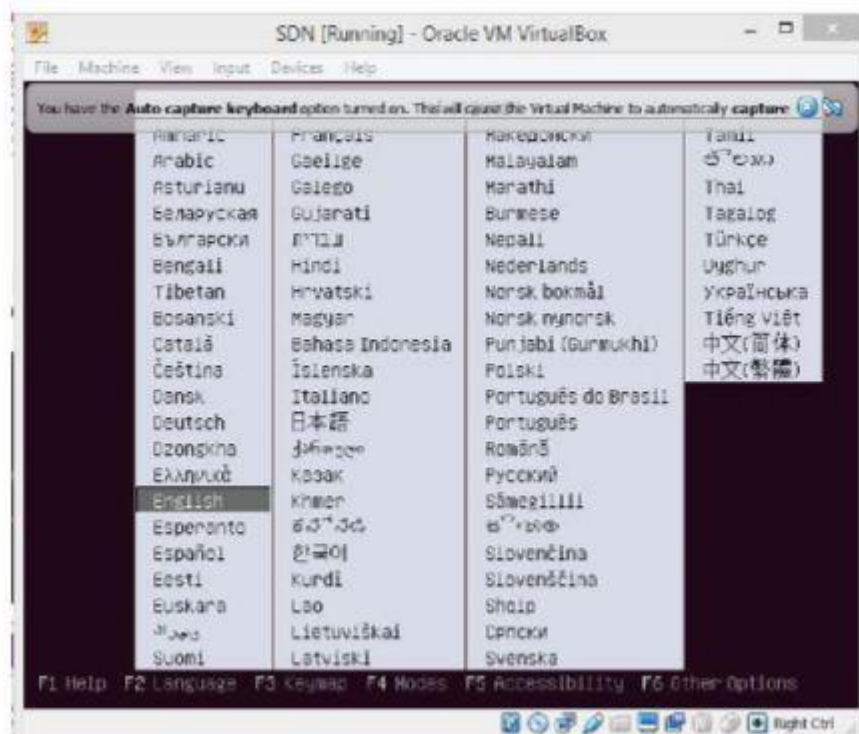 SDN [Running] - Oracle VM VirtualBox
File Machine View Input Devices Help
You have the Auto capture keyboard option turned on. This will cause the Virtual Machine to automatically capture
Amharic
Arabic
Asturianu
Беларуская
Български
Bengali
Tibetan
Bosanski
Català
Čeština
Dansk
Deutsch
Dzongkha
Ελληνικά
English
Esperanto
Español
Eesti
Euskara
Suomi
Français
Gaeilge
Galego
Gujarati
עברית
Hindi
Hrvatski
Magyar
Bahasa Indonesia
Íslenska
Italiano
日本語
ქართული
Қазақ
Khmer
ಕನ್ನಡ
한국어
Kurdî
Lao
Lietuviškai
Latviski
Македонски
Malayalam
Marathi
Burmese
Nepali
Nederlands
Norsk bokmål
Norsk nynorsk
Punjabi (Gurmukhi)
Polski
Português do Brasil
Português
Română
Русский
Sámegillii
Slovenčina
Slovenščina
Shqip
Српски
Svenska
Tamil
తెలుగు
Thai
Tagalog
Türkçe
Uyghur
Українська
Tiếng Việt
中文(简体)
中文(繁體)
F1 Help F2 Language F3 Keymap F4 Modes F5 Accessibility F6 Other Options
Right Ctrl